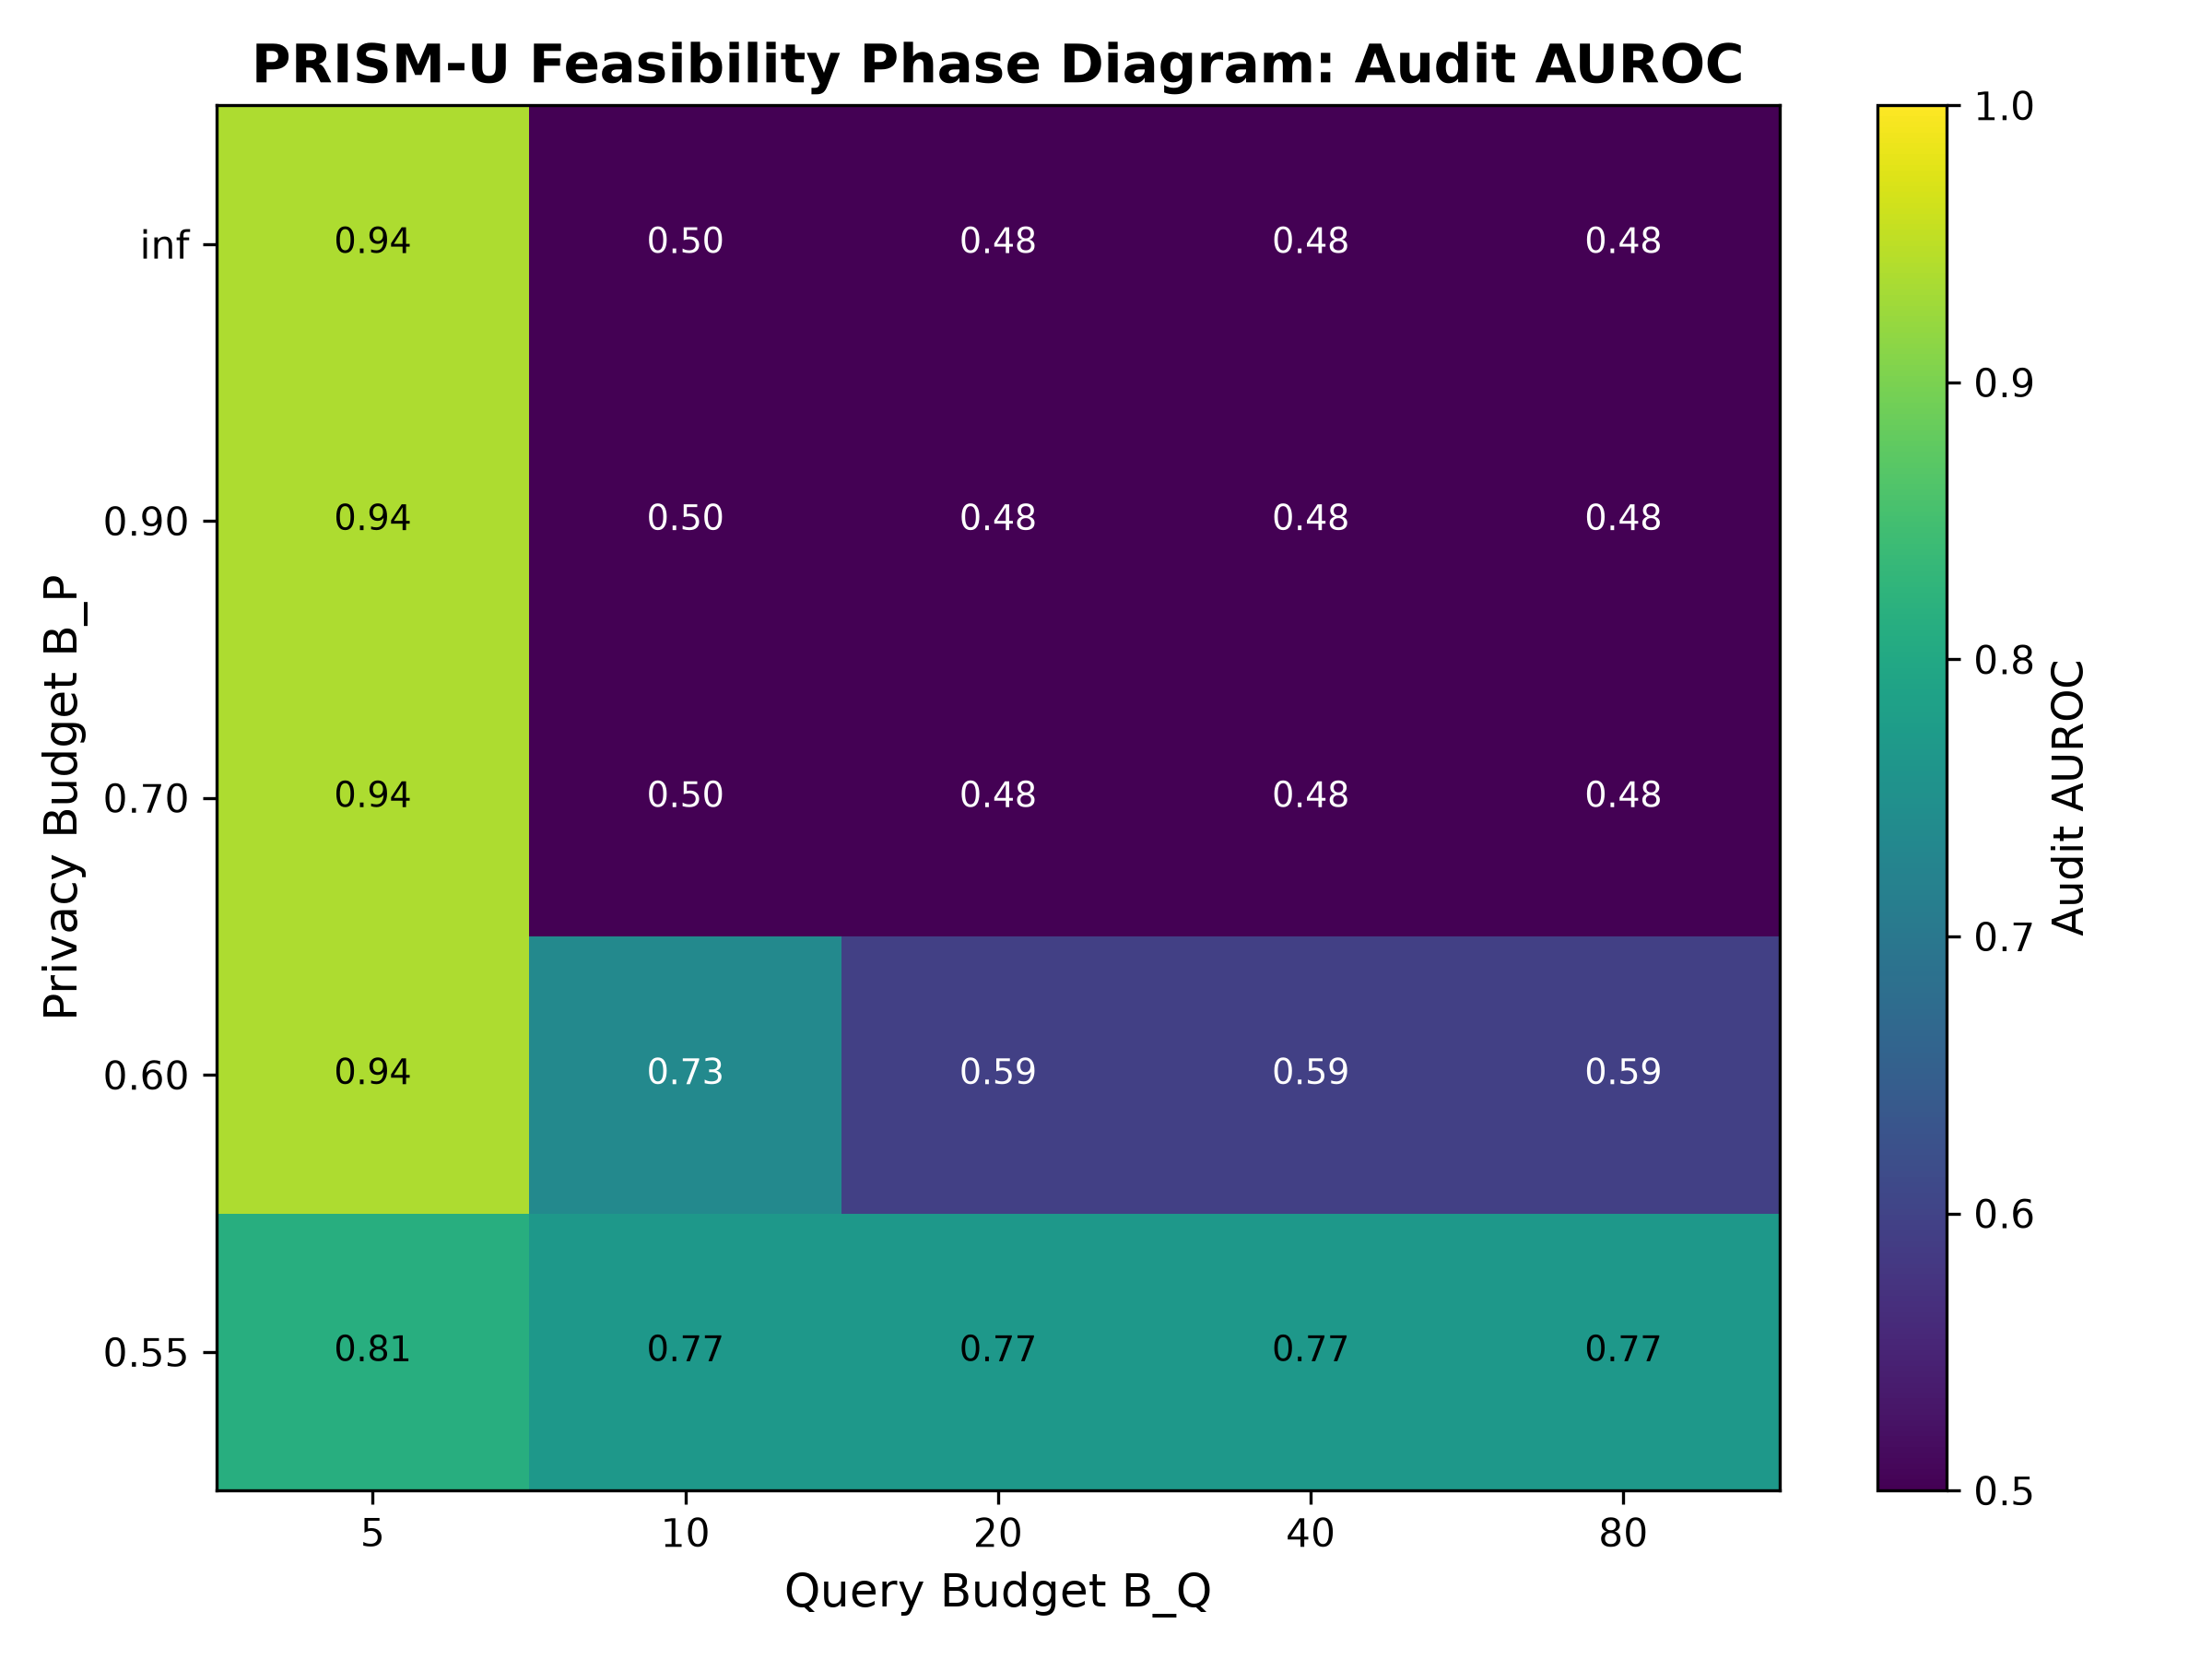 PRISM-U Feasibility Phase Diagram: Audit AUROC
Privacy Budget B_P
inf 0.94 0.50 0.48 0.48 0.48
0.90 0.94 0.50 0.48 0.48 0.48
0.70 0.94 0.50 0.48 0.48 0.48
0.60 0.94 0.73 0.59 0.59 0.59
0.55 0.81 0.77 0.77 0.77 0.77
5 10 20 40 80
Query Budget B_Q
1.0
0.9
0.8
0.7
0.6
0.5
Audit AUROC